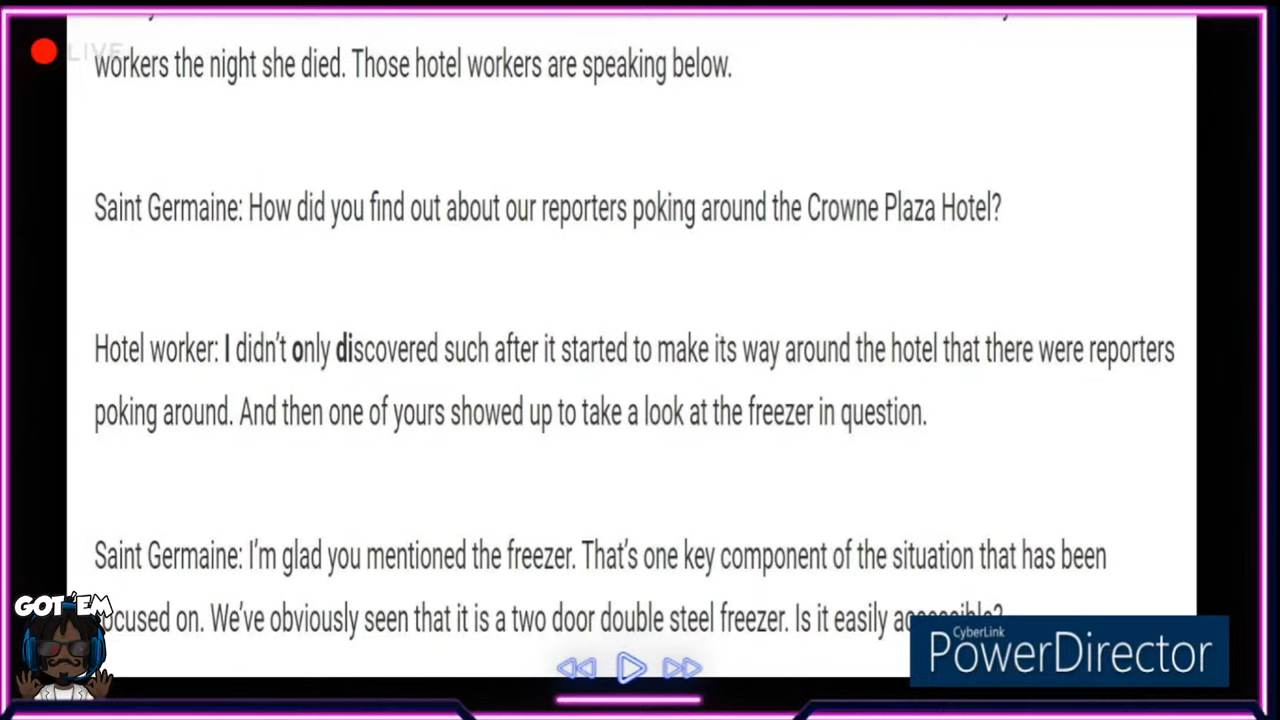 LIVE
workers the night she died. Those hotel workers are speaking below.
Saint Germaine: How did you find out about our reporters poking around the Crowne Plaza Hotel?
Hotel worker: I didn't only discovered such after it started to make its way around the hotel that there were reporters
poking around. And then one of yours showed up to take a look at the freezer in question.
Saint Germaine: I'm glad you mentioned the freezer. That's one key component of the situation that has been
focused on. We've obviously seen that it is a two door double steel freezer. Is it easily accessible?
GOT 'EM
CyberLink
PowerDirector